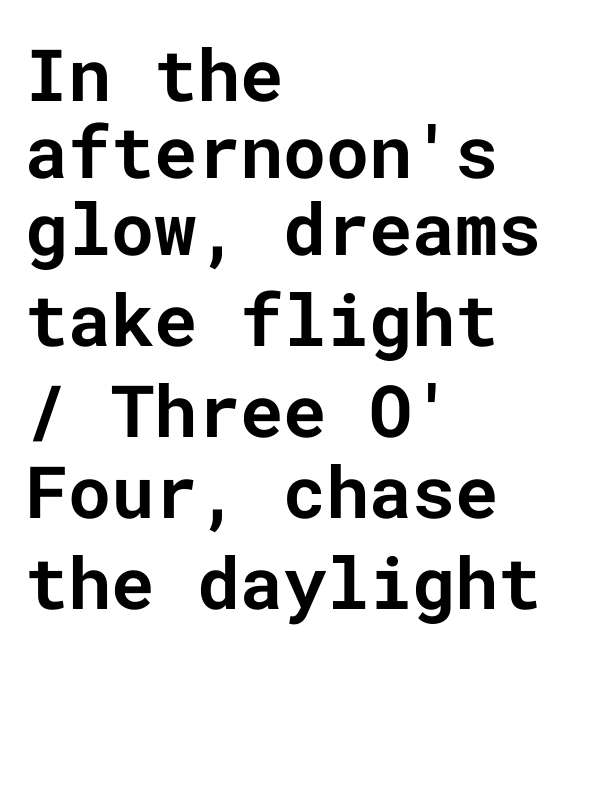 In the
afternoon's
glow, dreams
take flight
/ Three O'
Four, chase
the daylight